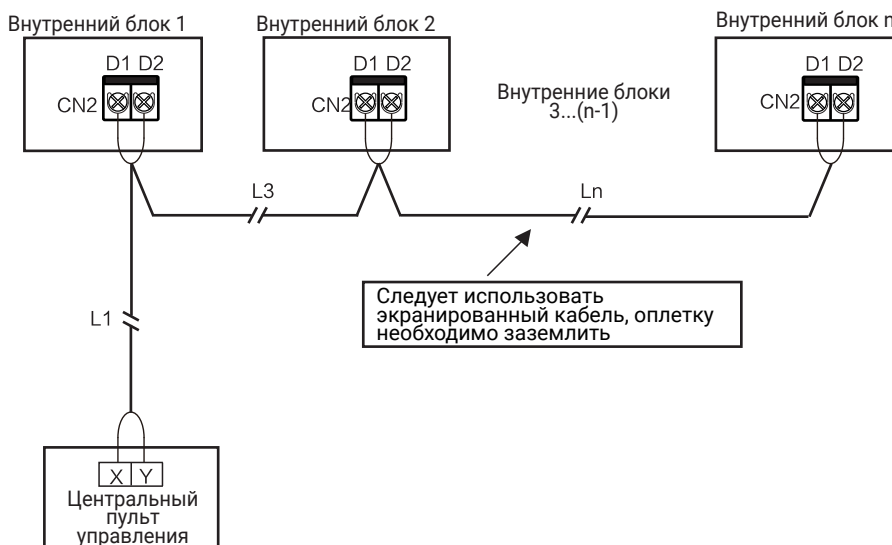 Внутренний блок 1
Внутренний блок 2
Внутренний блок n
D1 D2
D1 D2
D1 D2
CN2
CN2
CN2
Внутренние блоки
3...(n-1)
L3
Ln
Следует использовать
экранированный кабель, оплетку
необходимо заземлить
L1
X Y
Центральный
пульт
управления